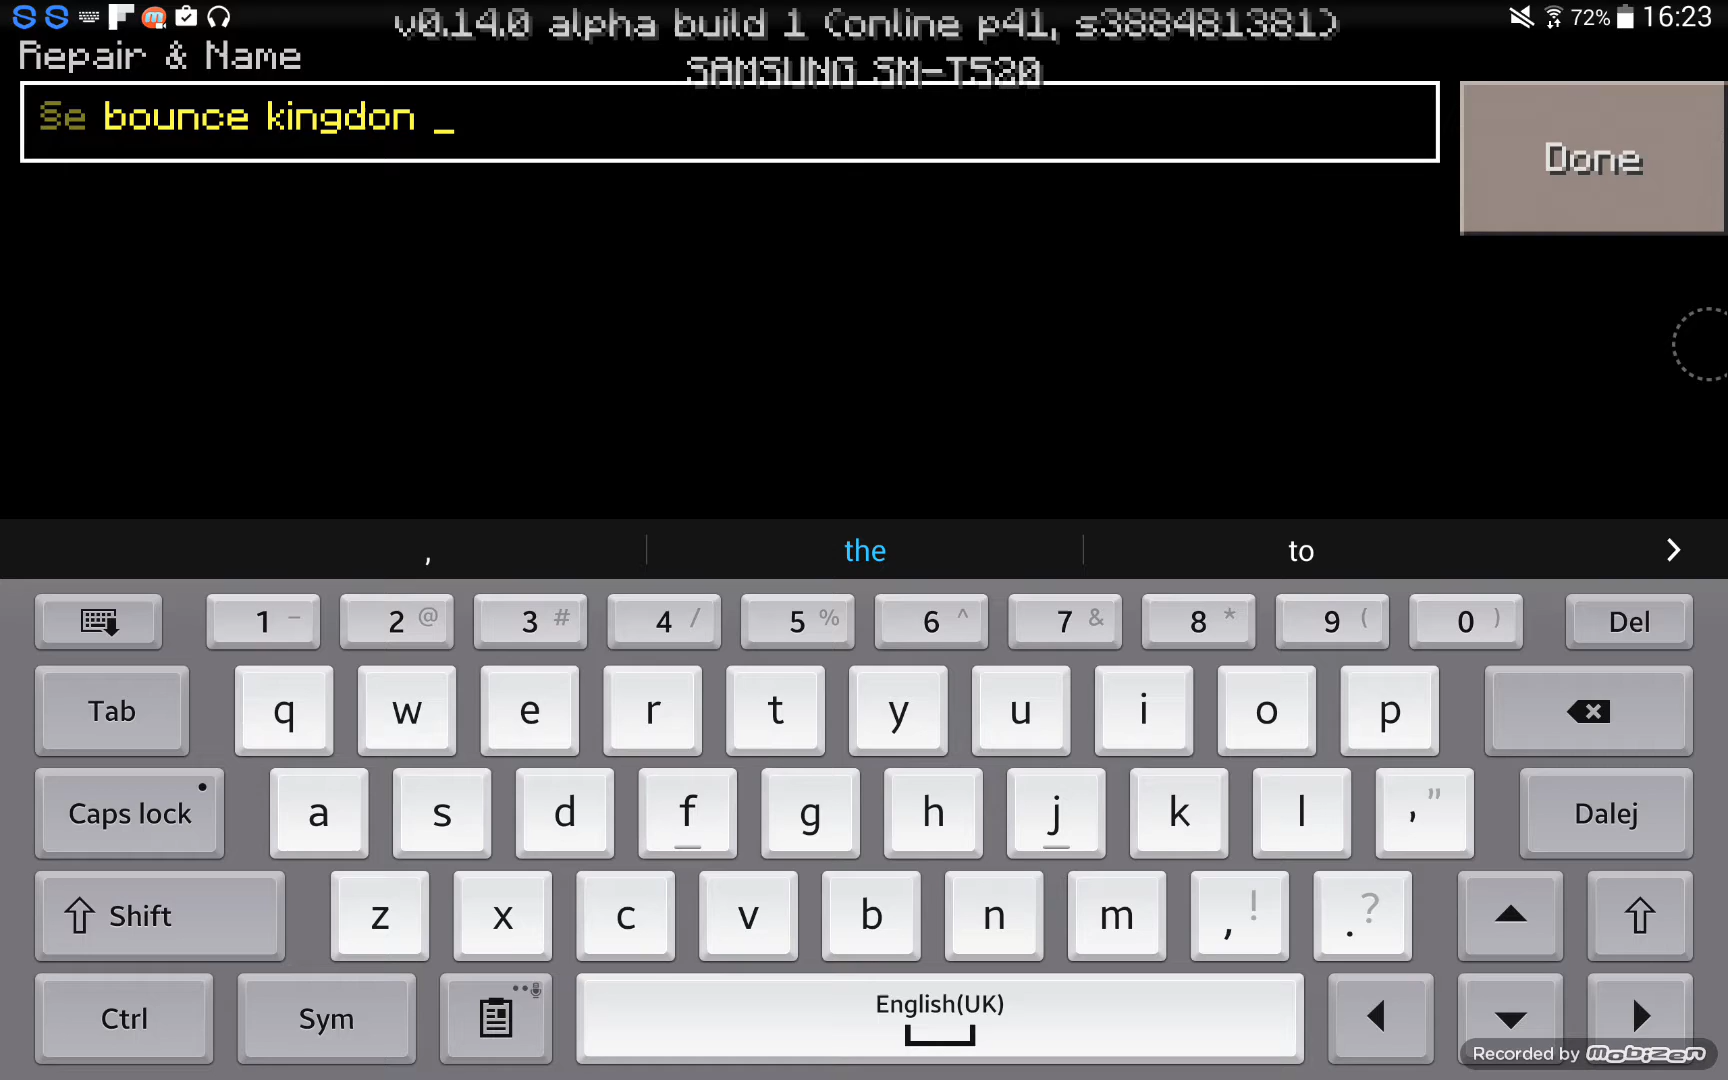 72% 16:23
v0.14.0 alpha build 1 (online p41, s388481381)
SAMSUNG SM-T520
Repair & Name
§e bounce kingdon _
Done
, the to
1 - 2 @ 3 # 4 / 5 % 6 ^ 7 & 8 * 9 ( 0 ) Del
Tab q w e r t y u i o p
Caps lock a s d f g h j k l ' " Dalej
Shift z x c v b n m , ! . ?
Ctrl Sym English(UK)
Recorded by mobizen